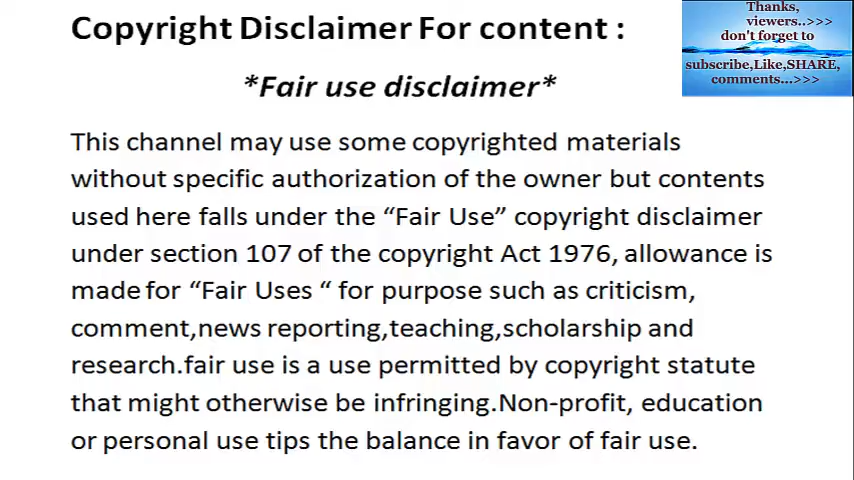 Copyright Disclaimer For content :
*Fair use disclaimer*
This channel may use some copyrighted materials
without specific authorization of the owner but contents
used here falls under the “Fair Use” copyright disclaimer
under section 107 of the copyright Act 1976, allowance is
made for “Fair Uses “ for purpose such as criticism,
comment,news reporting,teaching,scholarship and
research.fair use is a use permitted by copyright statute
that might otherwise be infringing.Non-profit, education
or personal use tips the balance in favor of fair use.
Thanks,
viewers..>>>
don't forget to
subscribe,Like,SHARE,
comments...>>>